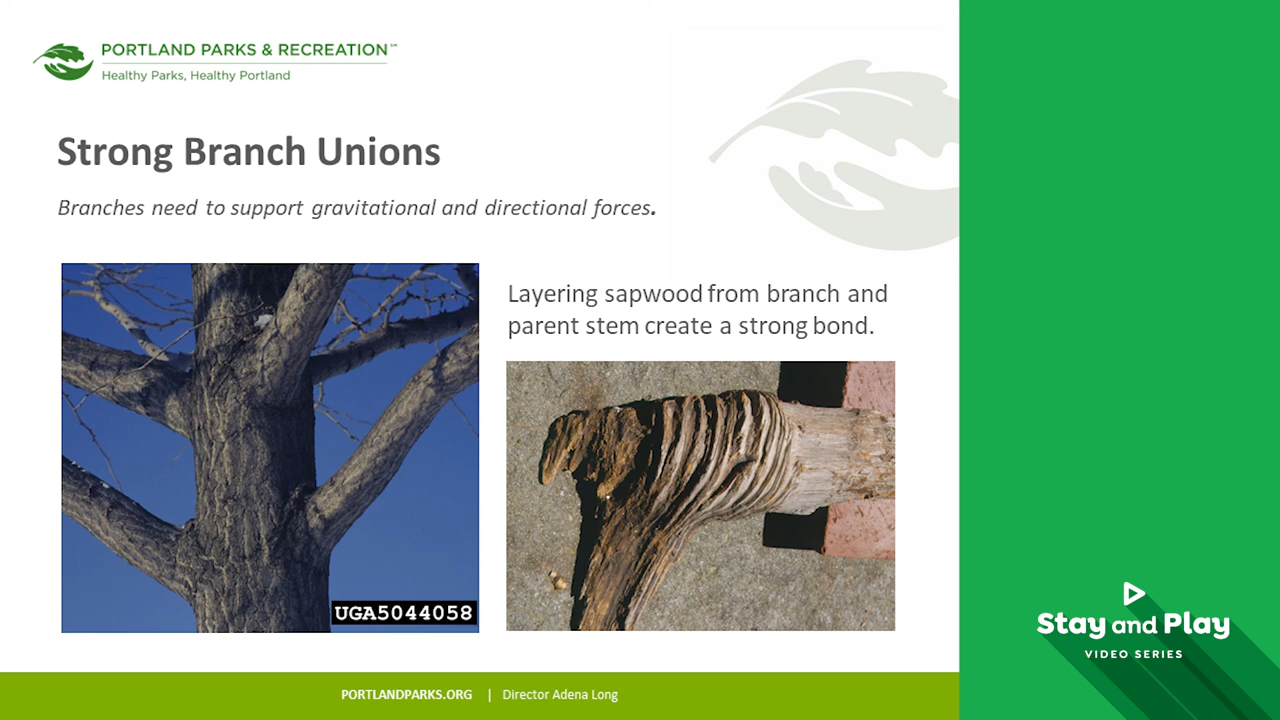 PORTLAND PARKS & RECREATION℠
Healthy Parks, Healthy Portland
Strong Branch Unions
Branches need to support gravitational and directional forces.
Layering sapwood from branch and
parent stem create a strong bond.
UGA5044058
PORTLANDPARKS.ORG | Director Adena Long
Stay and Play
VIDEO SERIES